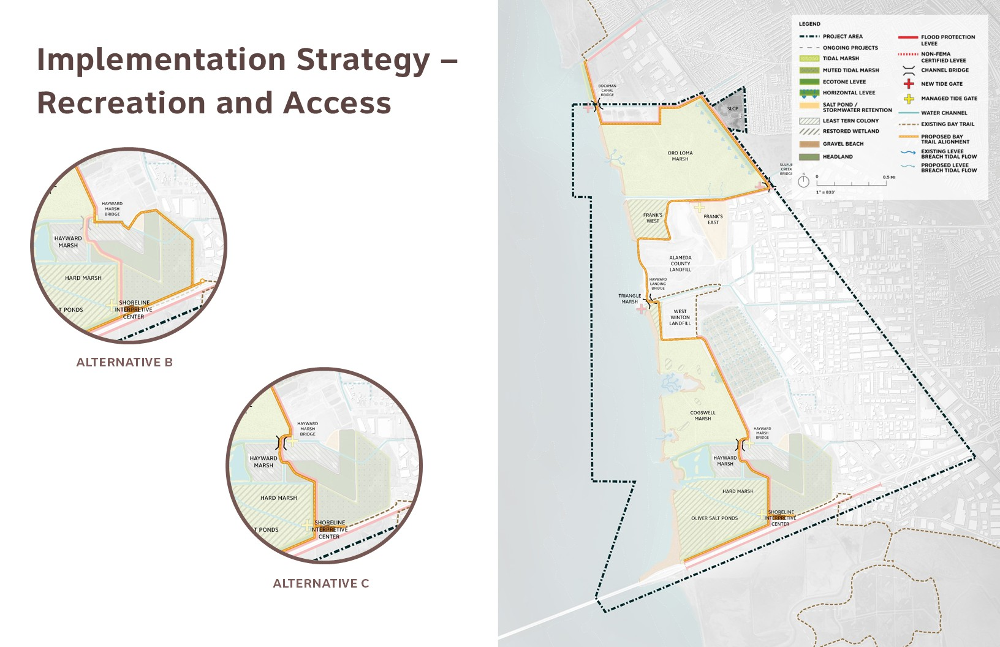 Implementation Strategy –
Recreation and Access
HAYWARD
MARSH
BRIDGE
HAYWARD
MARSH
HARD MARSH
T PONDS
SHORELINE
INTERPRETIVE
CENTER
ALTERNATIVE B
HAYWARD
MARSH
BRIDGE
HAYWARD
MARSH
HARD MARSH
T PONDS
SHORELINE
INTERPRETIVE
CENTER
ALTERNATIVE C
BOCKMAN
CANAL
BRIDGE
SLCP
ORO LOMA
MARSH
SULFUR
CREEK
BRIDGE
FRANK'S
WEST
FRANK'S
EAST
ALAMEDA
COUNTY
LANDFILL
HAYWARD
LANDING
BRIDGE
TRIANGLE
MARSH
WEST
WINTON
LANDFILL
COGSWELL
MARSH
HAYWARD
MARSH
BRIDGE
HAYWARD
MARSH
HARD MARSH
OLIVER SALT PONDS
SHORELINE
INTERPRETIVE
CENTER
LEGEND
PROJECT AREA
ONGOING PROJECTS
TIDAL MARSH
MUTED TIDAL MARSH
ECOTONE LEVEE
HORIZONTAL LEVEE
SALT POND /
STORMWATER RETENTION
LEAST TERN COLONY
RESTORED WETLAND
GRAVEL BEACH
HEADLAND
FLOOD PROTECTION
LEVEE
NON-FEMA
CERTIFIED LEVEE
CHANNEL BRIDGE
NEW TIDE GATE
MANAGED TIDE GATE
WATER CHANNEL
EXISTING BAY TRAIL
PROPOSED BAY
TRAIL ALIGNMENT
EXISTING LEVEE
BREACH TIDAL FLOW
PROPOSED LEVEE
BREACH TIDAL FLOW
N
0
0.5 MI
1" = 833'